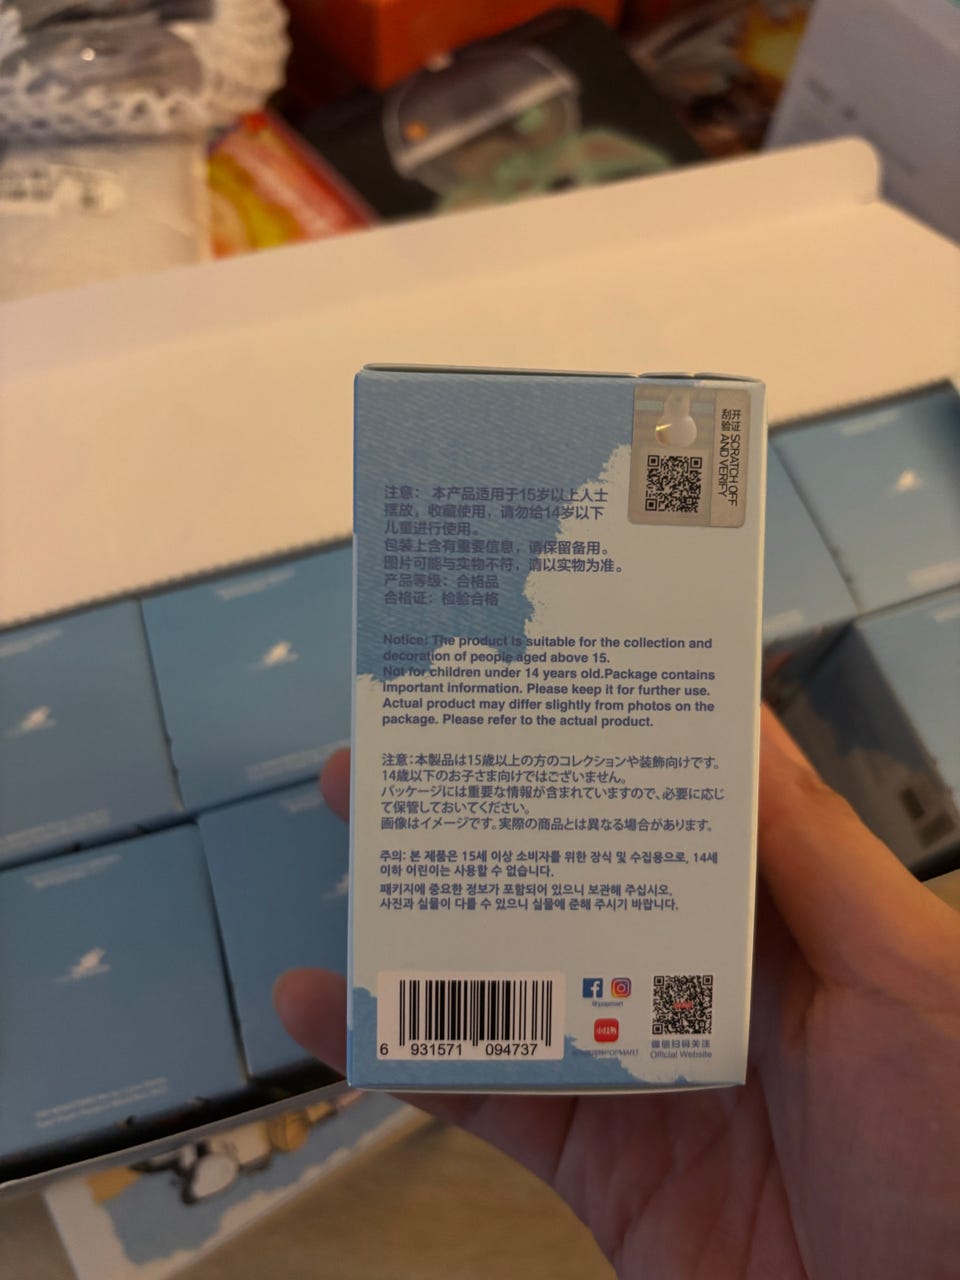 开证 SCRATCH OFF
刮验 AND VERIFY
注意： 本产品适用于15岁以上人士
摆放，收藏使用，请勿给14岁以下
儿童进行使用。
包装上含有重要信息，请保留备用。
图片可能与实物不符，请以实物为准。
产品等级：合格品
合格证：检验合格
Notice: The product is suitable for the collection and
decoration of people aged above 15.
Not for children under 14 years old.Package contains
important information. Please keep it for further use.
Actual product may differ slightly from photos on the
package. Please refer to the actual product.
注意：本製品は15歳以上の方のコレクションや装飾向けです。
14歳以下のお子さま向けではございません。
パッケージには重要な情報が含まれていますので、必要に応じ
て保管しておいてください。
画像はイメージです。実際の商品とは異なる場合があります。
주의: 본 제품은 15세 이상 소비자를 위한 장식 및 수집용으로, 14세
이하 어린이는 사용할 수 없습니다.
패키지에 중요한 정보가 포함되어 있으니 보관해 주십시오.
사진과 실물이 다를 수 있으니 실물에 준해 주시기 바랍니다.
6 931571 094737
@popmart
小红书
POPMART
微信扫码关注
Official Website